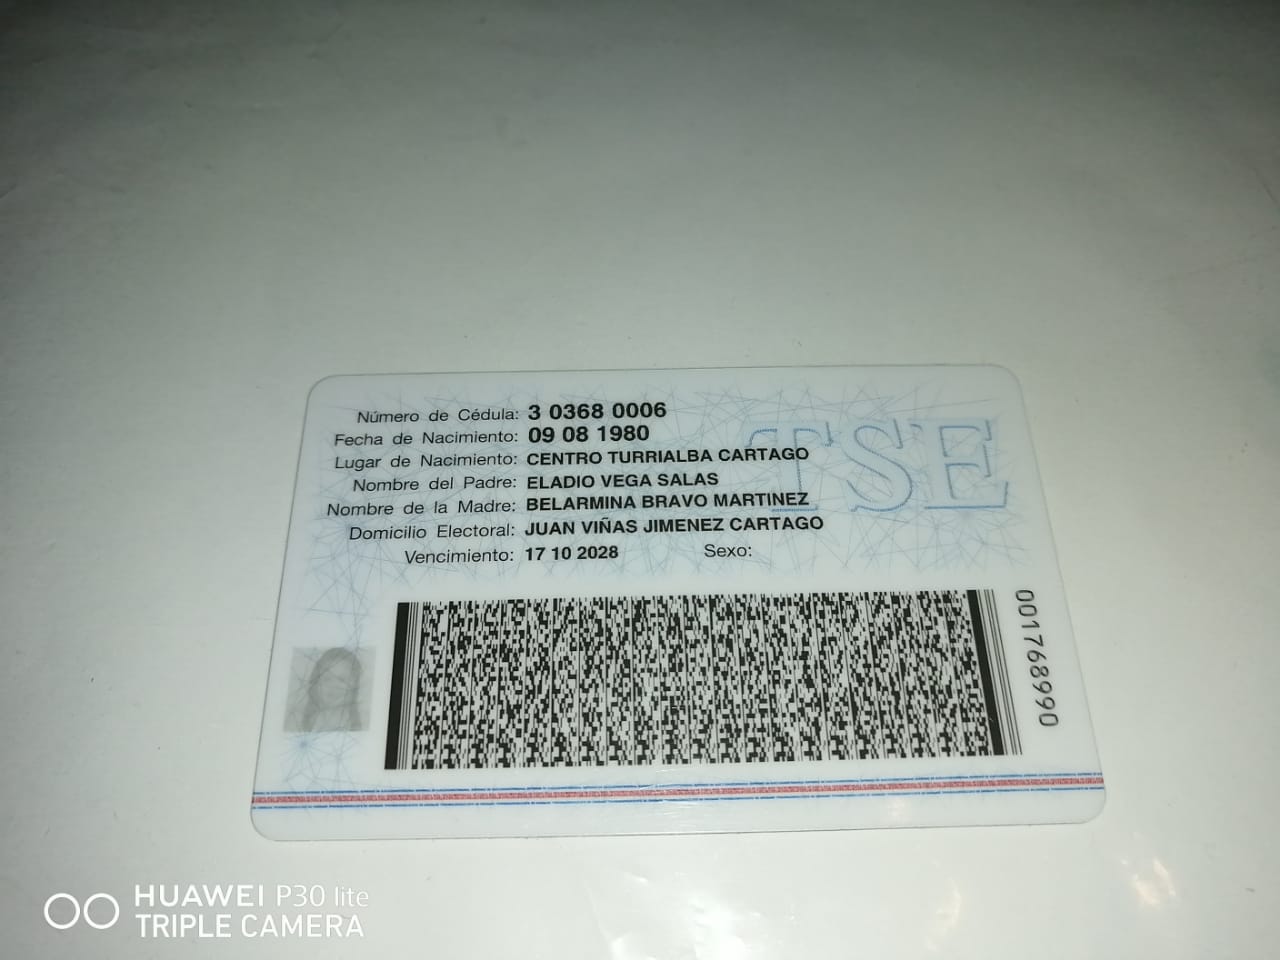 Número de Cédula: 3 0368 0006
Fecha de Nacimiento: 09 08 1980
Lugar de Nacimiento: CENTRO TURRIALBA CARTAGO
Nombre del Padre: ELADIO VEGA SALAS
Nombre de la Madre: BELARMINA BRAVO MARTINEZ
Domicilio Electoral: JUAN VIÑAS JIMENEZ CARTAGO
Vencimiento: 17 10 2028 Sexo:
TSE
001768990
HUAWEI P30 lite
TRIPLE CAMERA